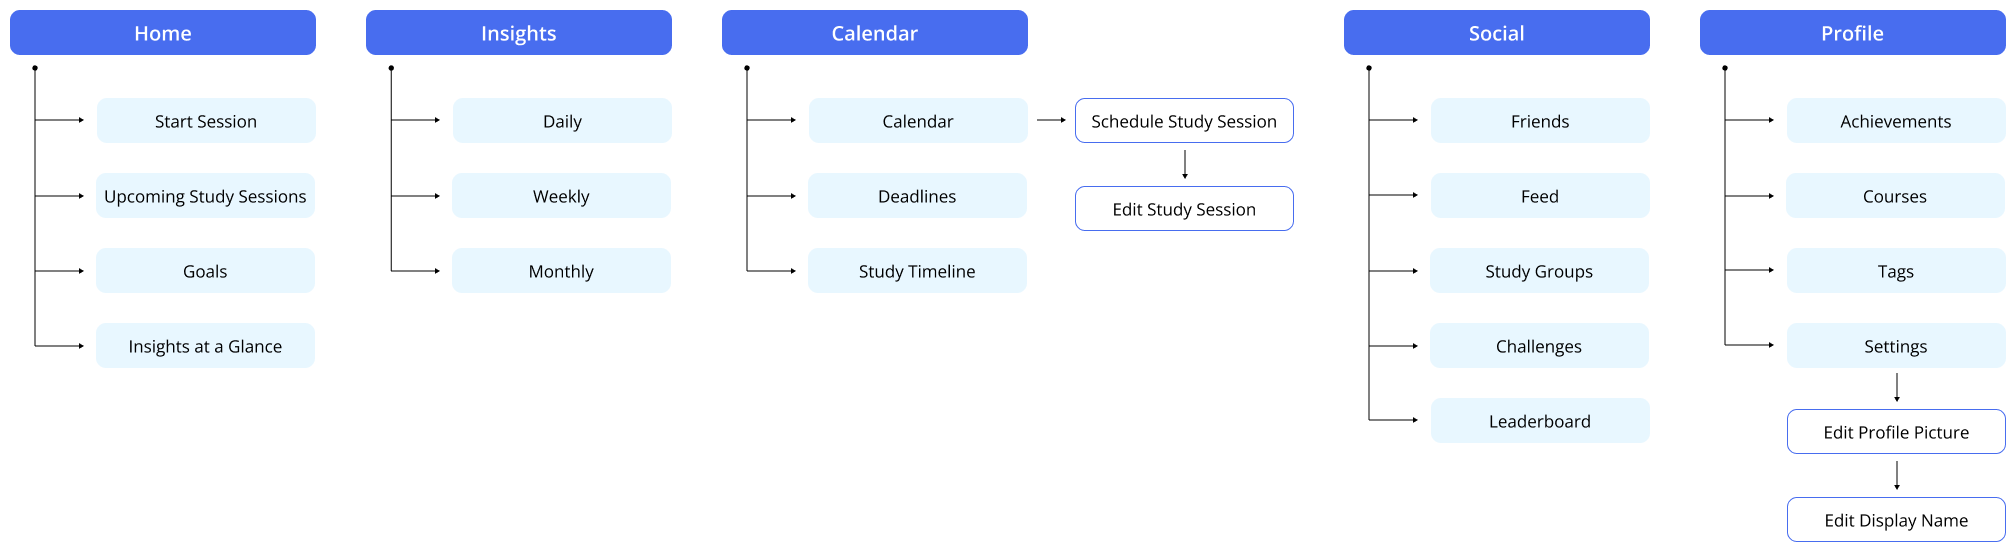 Home
Start Session
Upcoming Study Sessions
Goals
Insights at a Glance
Insights
Daily
Weekly
Monthly
Calendar
Calendar
Deadlines
Study Timeline
Schedule Study Session
Edit Study Session
Social
Friends
Feed
Study Groups
Challenges
Leaderboard
Profile
Achievements
Courses
Tags
Settings
Edit Profile Picture
Edit Display Name